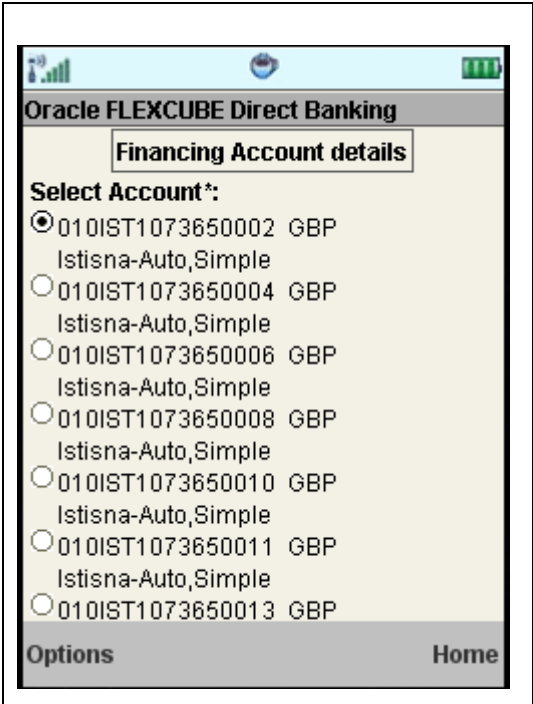 Oracle FLEXCUBE Direct Banking
Financing Account details
Select Account*:
010IST1073650002 GBP
Istisna-Auto,Simple
010IST1073650004 GBP
Istisna-Auto,Simple
010IST1073650006 GBP
Istisna-Auto,Simple
010IST1073650008 GBP
Istisna-Auto,Simple
010IST1073650010 GBP
Istisna-Auto,Simple
010IST1073650011 GBP
Istisna-Auto,Simple
010IST1073650013 GBP
Options Home